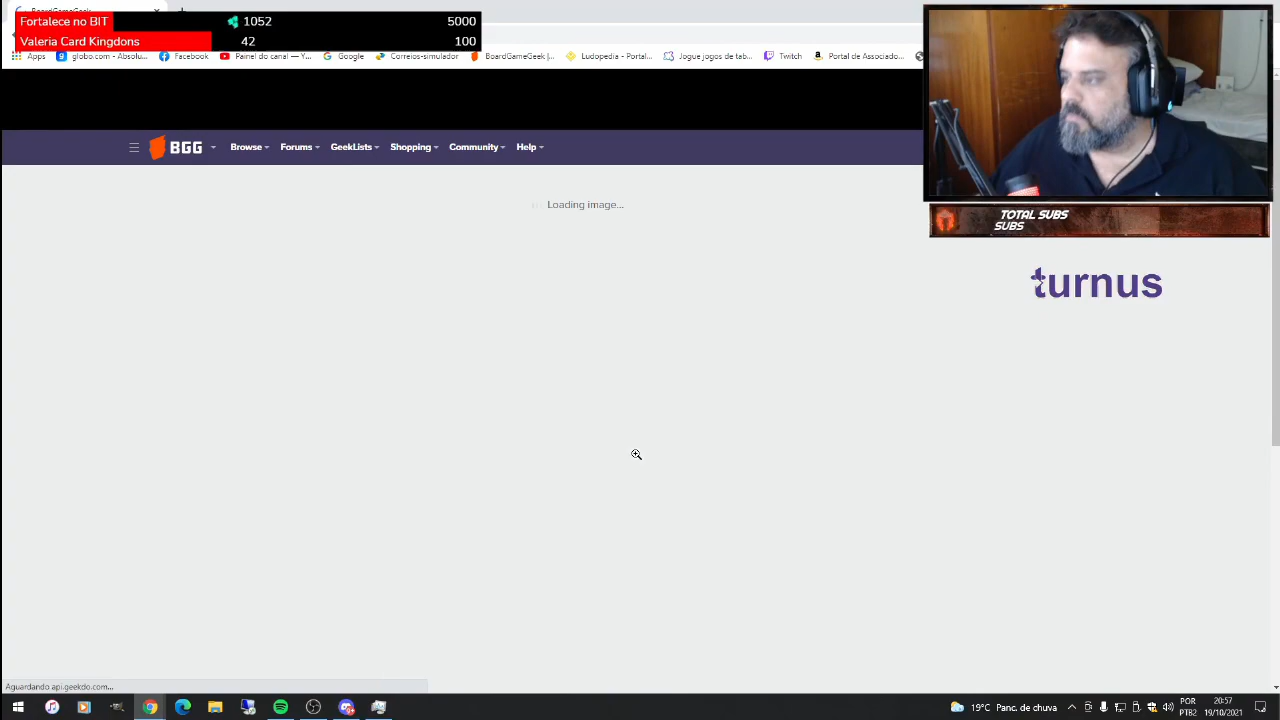 Fortalece no BIT 1052 5000
Valeria Card Kingdons 42 100
Apps globo.com - Absolu... Facebook Painel do canal — Y... Google Correios-simulador BoardGameGeek |... Ludopedia - Portal... Jogue jogos de tab... Twitch Portal de Associado...
BGG Browse Forums GeekLists Shopping Community Help
Loading image...
TOTAL SUBS
SUBS
turnus
Aguardando api.geekdo.com...
19°C Panc. de chuva POR 20:57
PTB2 19/10/2021